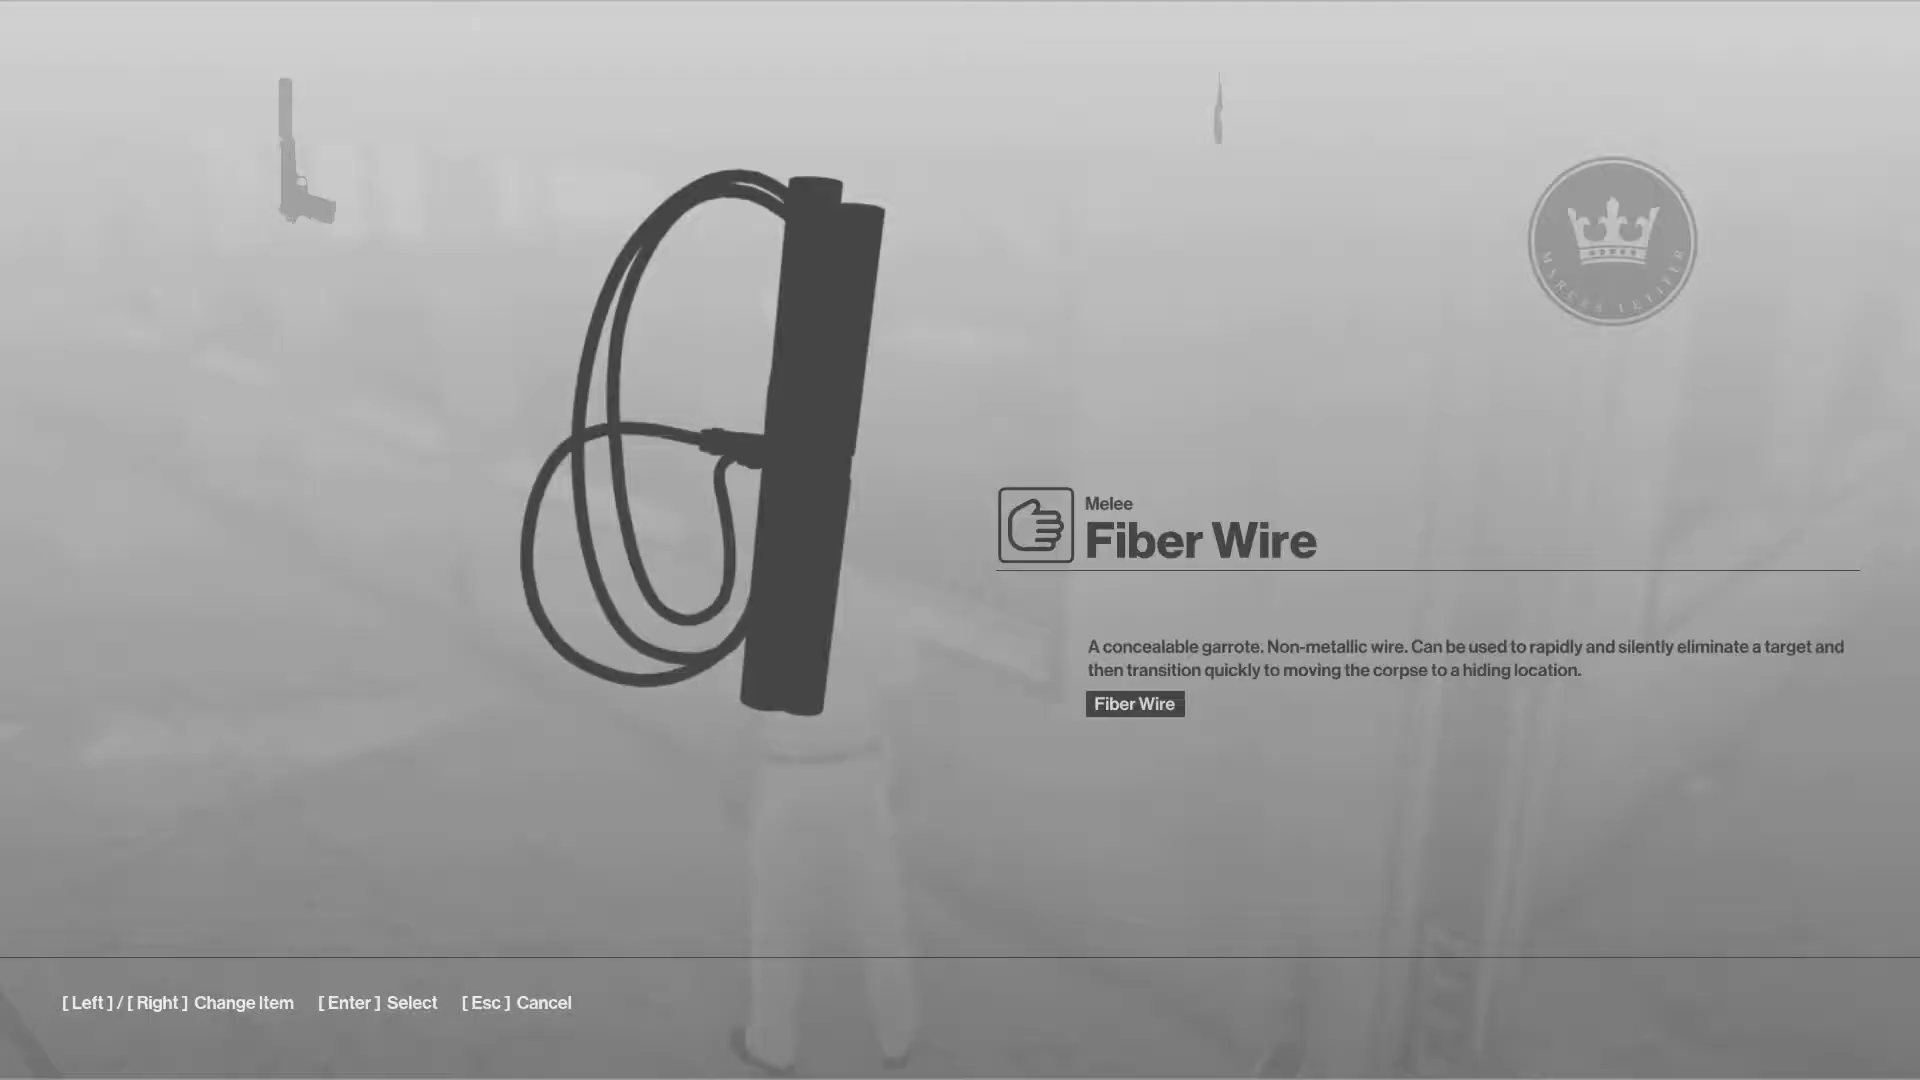 Melee
Fiber Wire
A concealable garrote. Non-metallic wire. Can be used to rapidly and silently eliminate a target and
then transition quickly to moving the corpse to a hiding location.
Fiber Wire
[ Left ] / [ Right ] Change Item [ Enter ] Select [ Esc ] Cancel